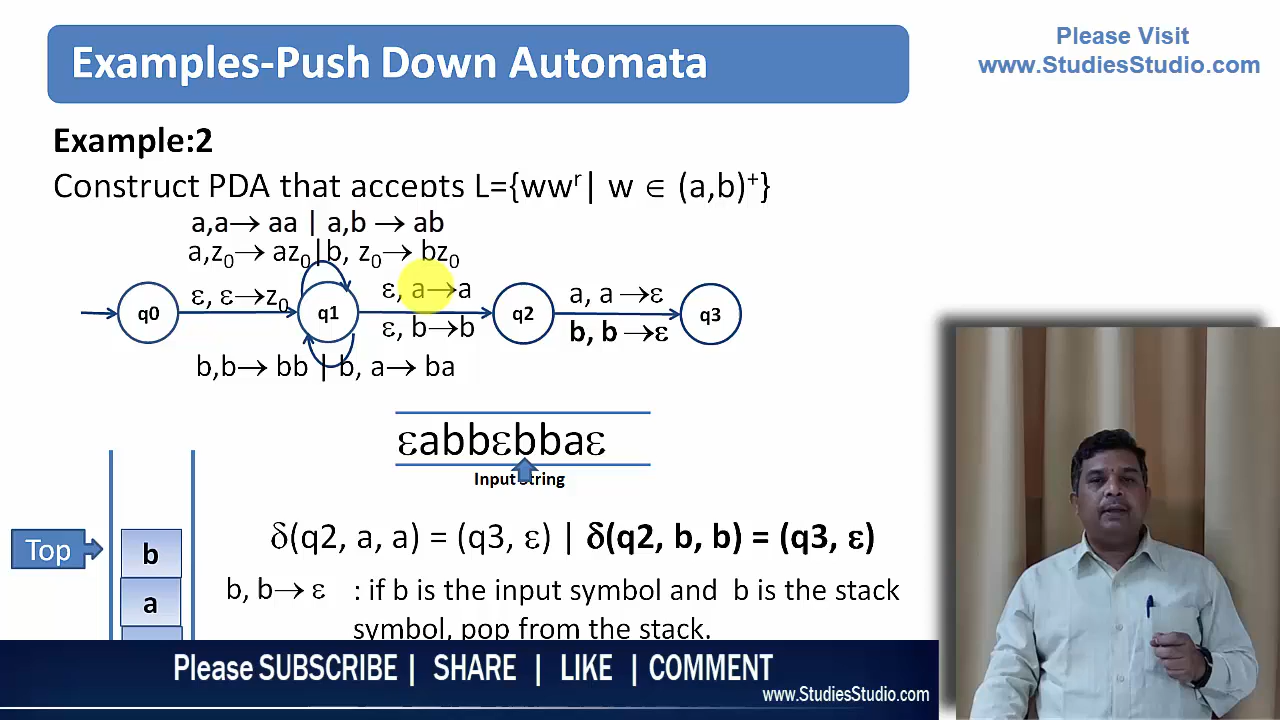 Examples-Push Down Automata
Please Visit
www.StudiesStudio.com
Example:2
Construct PDA that accepts L={wwʳ| w ∈ (a,b)⁺}
a,a→ aa | a,b → ab
a,z₀→ az₀|b, z₀→ bz₀
ε, ε→z₀
ε, a→a
a, a →ε
q0
q1
q2
q3
ε, b→b
b, b →ε
b,b→ bb | b, a→ ba
εabbεbbaε
Input String
δ(q2, a, a) = (q3, ε) | δ(q2, b, b) = (q3, ε)
Top
b
b, b→ ε : if b is the input symbol and b is the stack
a
symbol, pop from the stack.
Please SUBSCRIBE | SHARE | LIKE | COMMENT
www.StudiesStudio.com